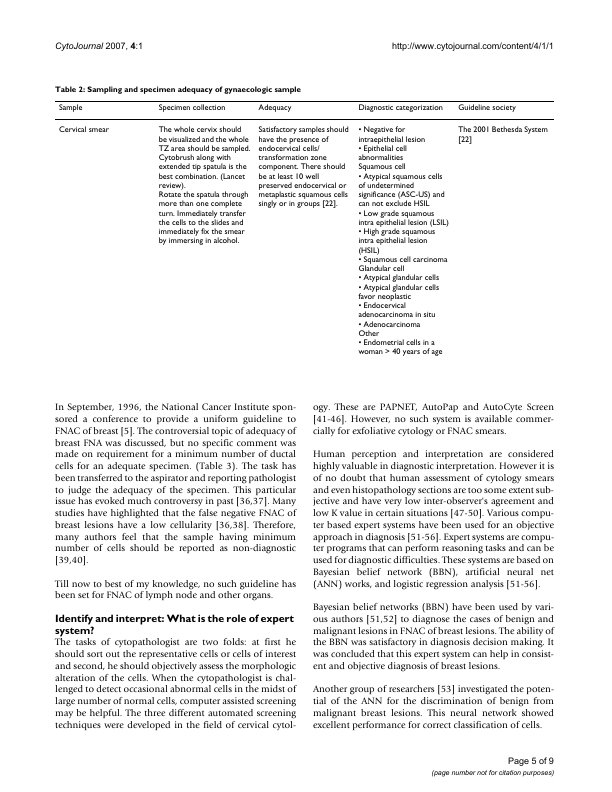 CytoJournal 2007, 4:1
http://www.cytojournal.com/content/4/1/1
Table 2: Sampling and specimen adequacy of gynaecologic sample
Sample
Specimen collection
Adequacy
Diagnostic categorization
Guideline society
Cervical smear
The whole cervix should
be visualized and the whole
TZ area should be sampled.
Cytobrush along with
extended tip spatula is the
best combination. (Lancet
review).
Rotate the spatula through
more than one complete
turn. Immediately transfer
the cells to the slides and
immediately fix the smear
by immersing in alcohol.
Satisfactory samples should
have the presence of
endocervical cells/
transformation zone
component. There should
be at least 10 well
preserved endocervical or
metaplastic squamous cells
singly or in groups [22].
• Negative for
intraepithelial lesion
• Epithelial cell
abnormalities
Squamous cell
• Atypical squamous cells
of undetermined
significance (ASC-US) and
can not exclude HSIL
• Low grade squamous
intra epithelial lesion (LSIL)
• High grade squamous
intra epithelial lesion
(HSIL)
• Squamous cell carcinoma
Glandular cell
• Atypical glandular cells
• Atypical glandular cells
favor neoplastic
• Endocervical
adenocarcinoma in situ
• Adenocarcinoma
Other
• Endometrial cells in a
woman > 40 years of age
The 2001 Bethesda System
[22]
In September, 1996, the National Cancer Institute spon-
sored a conference to provide a uniform guideline to
FNAC of breast [5]. The controversial topic of adequacy of
breast FNA was discussed, but no specific comment was
made on requirement for a minimum number of ductal
cells for an adequate specimen. (Table 3). The task has
been transferred to the aspirator and reporting pathologist
to judge the adequacy of the specimen. This particular
issue has evoked much controversy in past [36,37]. Many
studies have highlighted that the false negative FNAC of
breast lesions have a low cellularity [36,38]. Therefore,
many authors feel that the sample having minimum
number of cells should be reported as non-diagnostic
[39,40].
Till now to best of my knowledge, no such guideline has
been set for FNAC of lymph node and other organs.
Identify and interpret: What is the role of expert
system?
The tasks of cytopathologist are two folds: at first he
should sort out the representative cells or cells of interest
and second, he should objectively assess the morphologic
alteration of the cells. When the cytopathologist is chal-
lenged to detect occasional abnormal cells in the midst of
large number of normal cells, computer assisted screening
may be helpful. The three different automated screening
techniques were developed in the field of cervical cytol-
ogy. These are PAPNET, AutoPap and AutoCyte Screen
[41-46]. However, no such system is available commer-
cially for exfoliative cytology or FNAC smears.
Human perception and interpretation are considered
highly valuable in diagnostic interpretation. However it is
of no doubt that human assessment of cytology smears
and even histopathology sections are too some extent sub-
jective and have very low inter-observer's agreement and
low K value in certain situations [47-50]. Various compu-
ter based expert systems have been used for an objective
approach in diagnosis [51-56]. Expert systems are compu-
ter programs that can perform reasoning tasks and can be
used for diagnostic difficulties. These systems are based on
Bayesian belief network (BBN), artificial neural net
(ANN) works, and logistic regression analysis [51-56].
Bayesian belief networks (BBN) have been used by vari-
ous authors [51,52] to diagnose the cases of benign and
malignant lesions in FNAC of breast lesions. The ability of
the BBN was satisfactory in diagnosis decision making. It
was concluded that this expert system can help in consist-
ent and objective diagnosis of breast lesions.
Another group of researchers [53] investigated the poten-
tial of the ANN for the discrimination of benign from
malignant breast lesions. This neural network showed
excellent performance for correct classification of cells.
Page 5 of 9
(page number not for citation purposes)